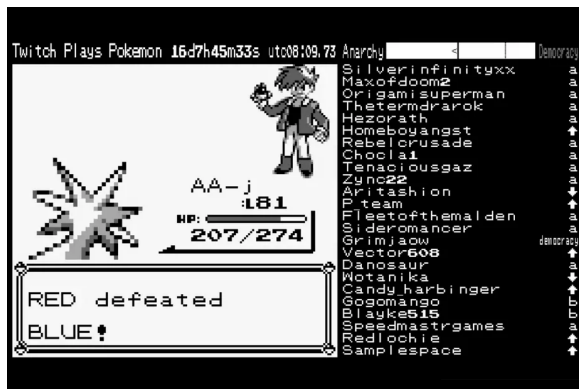 Twitch Plays Pokemon 16d7h45m33s utc08:09.73 Anarchy < Democracy
Silverinfinityxx a
Maxofdoom2 a
Origamisuperman a
Thetermdrarok a
Hezorath a
Homeboyangst ⬆
Rebelcrusade a
Chocla1 a
Tenaciousgaz a
Zync22 a
Aritashion ⬇
P_team ⬆
Fleetofthemalden a
Sideromancer a
Grimjaow democracy
Vector608 ⬆
Danosaur a
Wotanika ⬇
Candy_harbinger ⬆
Gogomango b
Blayke515 b
Speedmastrgames a
Redlochie ⬆
Samplespace ⬆
AA-j
:L81
HP:
207/274
RED defeated
BLUE!